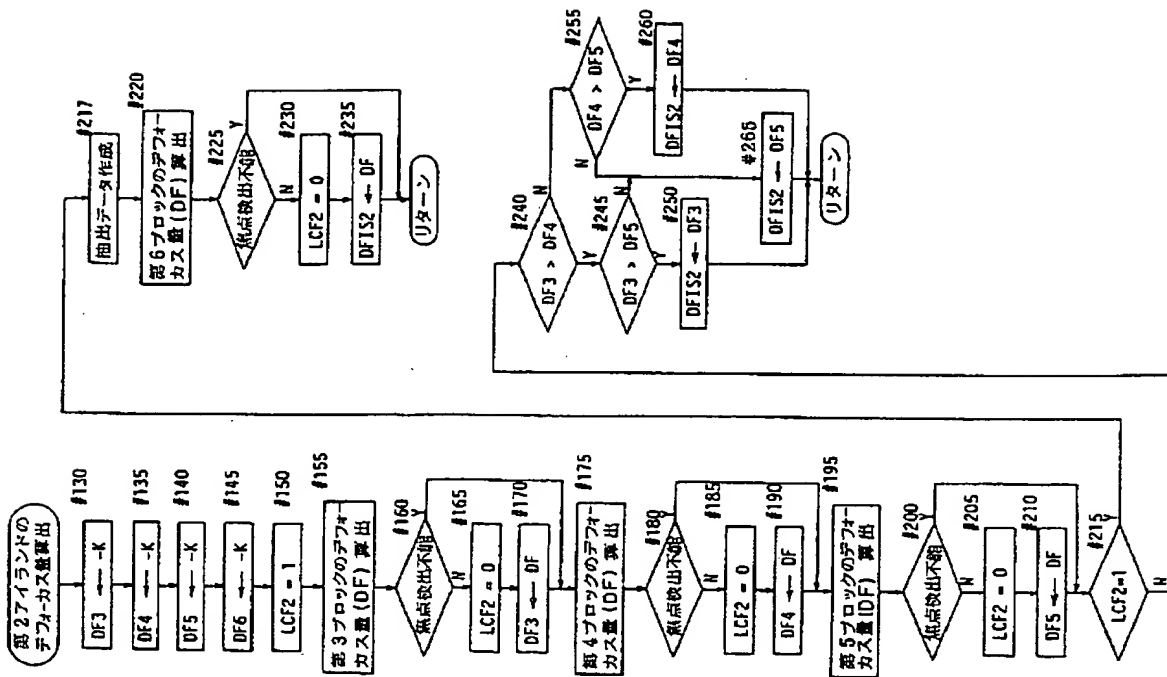 第2アイランドの
デフォーカス量算出
#130
DF3 ← -K
#135
DF4 ← -K
#140
DF5 ← -K
#145
DF6 ← -K
#150
LCF2 = 1
#155
第3ブロックのデフォー
カス量(DF) 算出
#160
焦点検出不能
Y
N
#165
LCF2 = 0
#170
DF3 ← DF
#175
第4ブロックのデフォー
カス量(DF) 算出
#180
焦点検出不能
Y
N
#185
LCF2 = 0
#190
DF4 ← DF
#195
第5ブロックのデフォー
カス量(DF) 算出
#200
焦点検出不能
Y
N
#205
LCF2 = 0
#210
DF5 ← DF
#215
LCF2=1
Y
N
#217
抽出データ作成
#220
第6ブロックのデフォー
カス量(DF) 算出
#225
焦点検出不能
Y
N
#230
LCF2 = 0
#235
DFIS2 ← DF
リターン
#240
DF3 > DF4
N
Y
#245
DF3 > DF5
N
Y
#250
DFIS2 ← DF3
#255
DF4 > DF5
N
Y
#260
DFIS2 ← DF4
#265
DFIS2 ← DF5
リターン